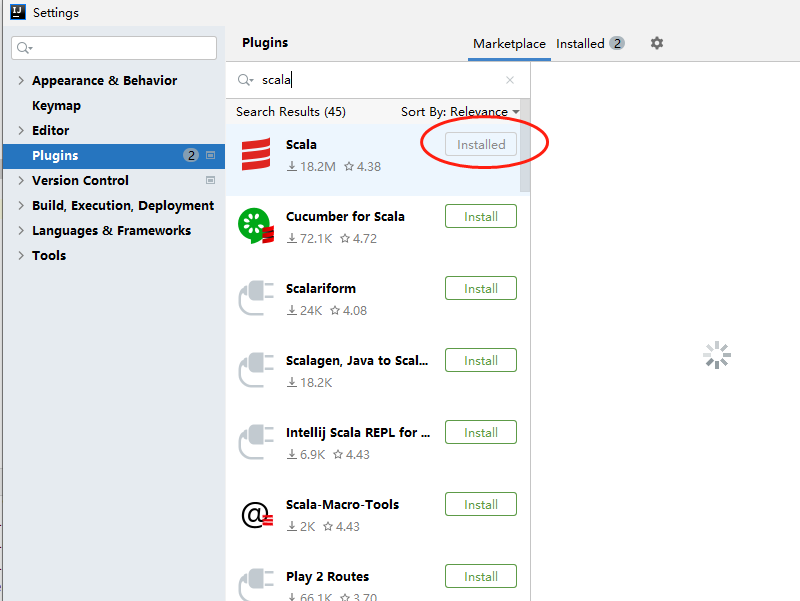 Settings
Appearance & Behavior
Keymap
Editor
Plugins 2
Version Control
Build, Execution, Deployment
Languages & Frameworks
Tools
Plugins
Marketplace Installed 2
scala
Search Results (45) Sort By: Relevance
Scala
18.2M 4.38
Installed
Cucumber for Scala
72.1K 4.72
Install
Scalariform
24K 4.08
Install
Scalagen, Java to Scal...
18.2K
Install
Intellij Scala REPL for ...
6.9K 4.43
Install
@
Scala-Macro-Tools
2K 4.43
Install
Play 2 Routes
66.1K 3.70
Install